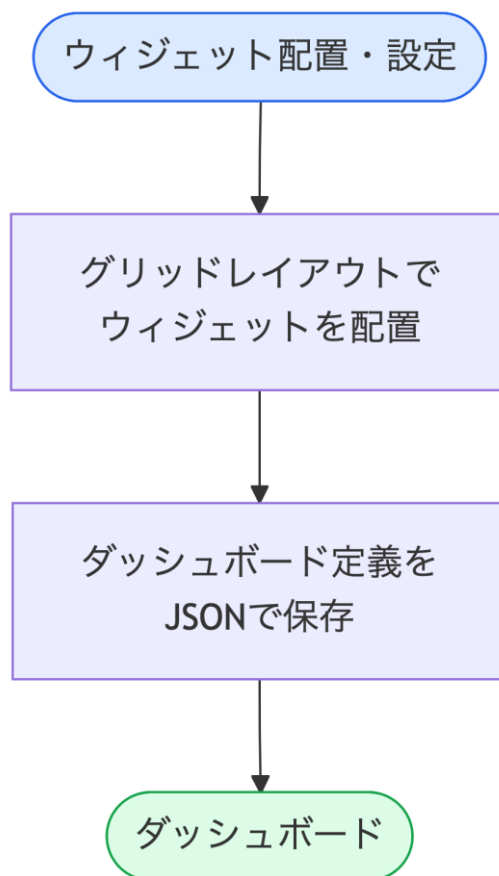 ウィジェット配置・設定
グリッドレイアウトで
ウィジェットを配置
ダッシュボード定義を
JSONで保存
ダッシュボード